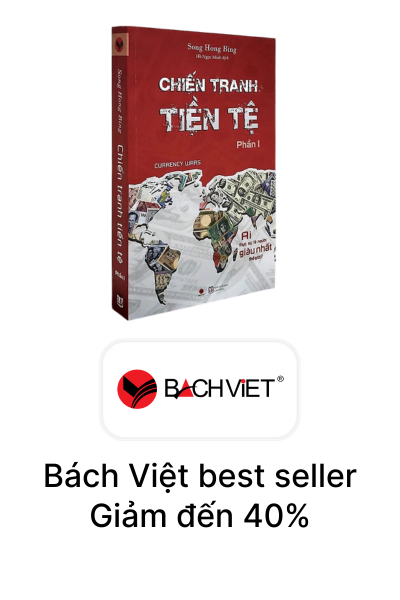 Song Hong Bing
Hồ Ngọc Minh dịch
CHIẾN TRANH
TIỀN TỆ
Phần I
CURRENCY WARS
Ai
thực sự là người
giàu nhất
thế giới?
Song Hong Bing
Chiến tranh tiền tệ
Phần I
BACHVIET®
Bách Việt best seller
Giảm đến 40%